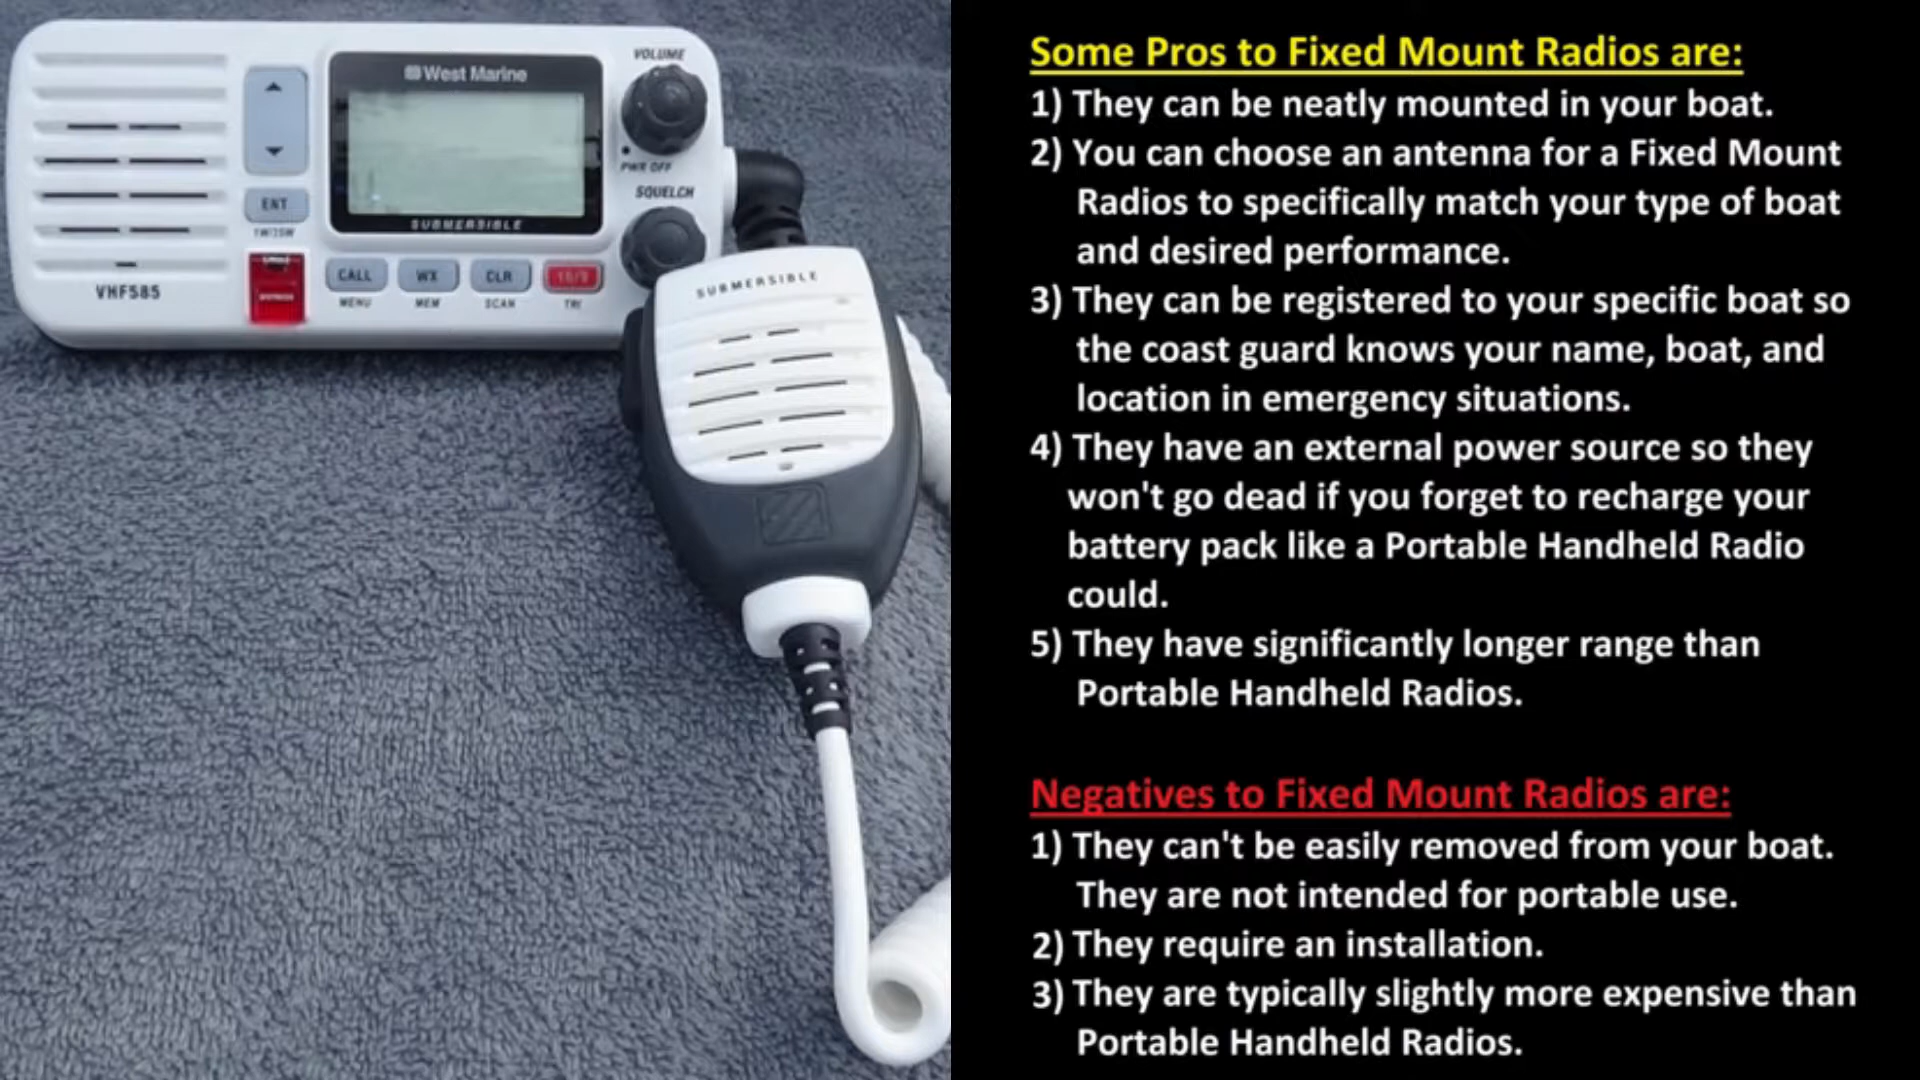 VOLUME
West Marine
PWR OFF
SQUELCH
ENT
1W/25W
SUBMERSIBLE
CALL
WX
CLR
16/9
MENU
MEM
SCAN
TRI
VHF585
DISTRESS
SUBMERSIBLE
Some Pros to Fixed Mount Radios are:
1) They can be neatly mounted in your boat.
2) You can choose an antenna for a Fixed Mount
Radios to specifically match your type of boat
and desired performance.
3) They can be registered to your specific boat so
the coast guard knows your name, boat, and
location in emergency situations.
4) They have an external power source so they
won't go dead if you forget to recharge your
battery pack like a Portable Handheld Radio
could.
5) They have significantly longer range than
Portable Handheld Radios.
Negatives to Fixed Mount Radios are:
1) They can't be easily removed from your boat.
They are not intended for portable use.
2) They require an installation.
3) They are typically slightly more expensive than
Portable Handheld Radios.